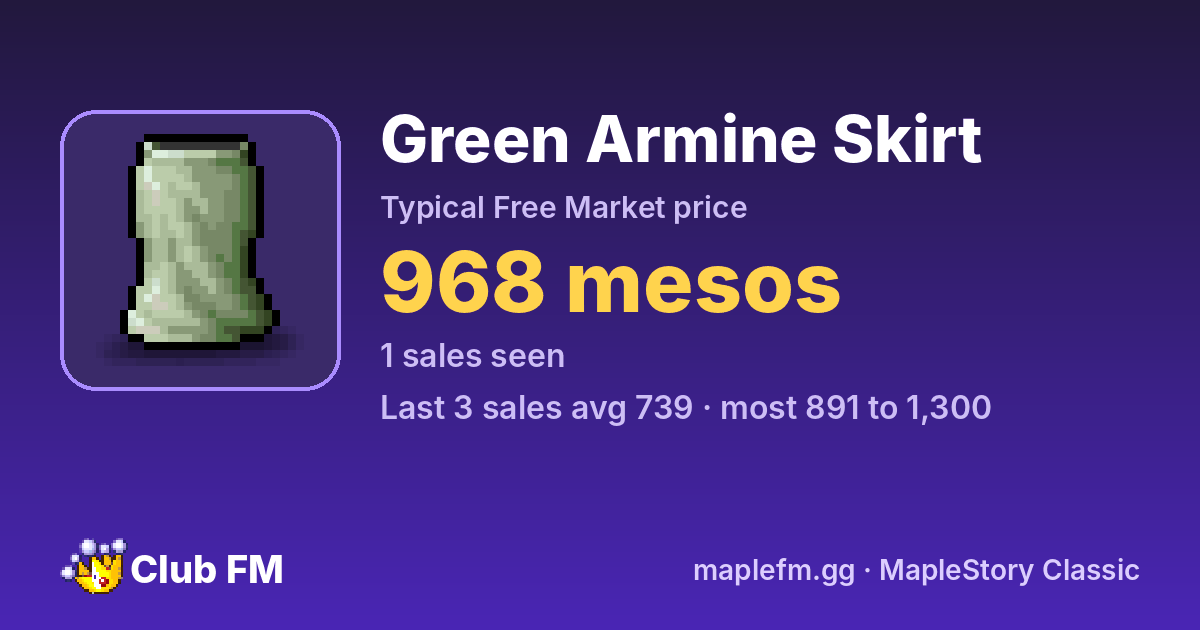 Green Armine Skirt
Typical Free Market price
968 mesos
1 sales seen
Last 3 sales avg 739 · most 891 to 1,300
Club FM
maplefm.gg · MapleStory Classic